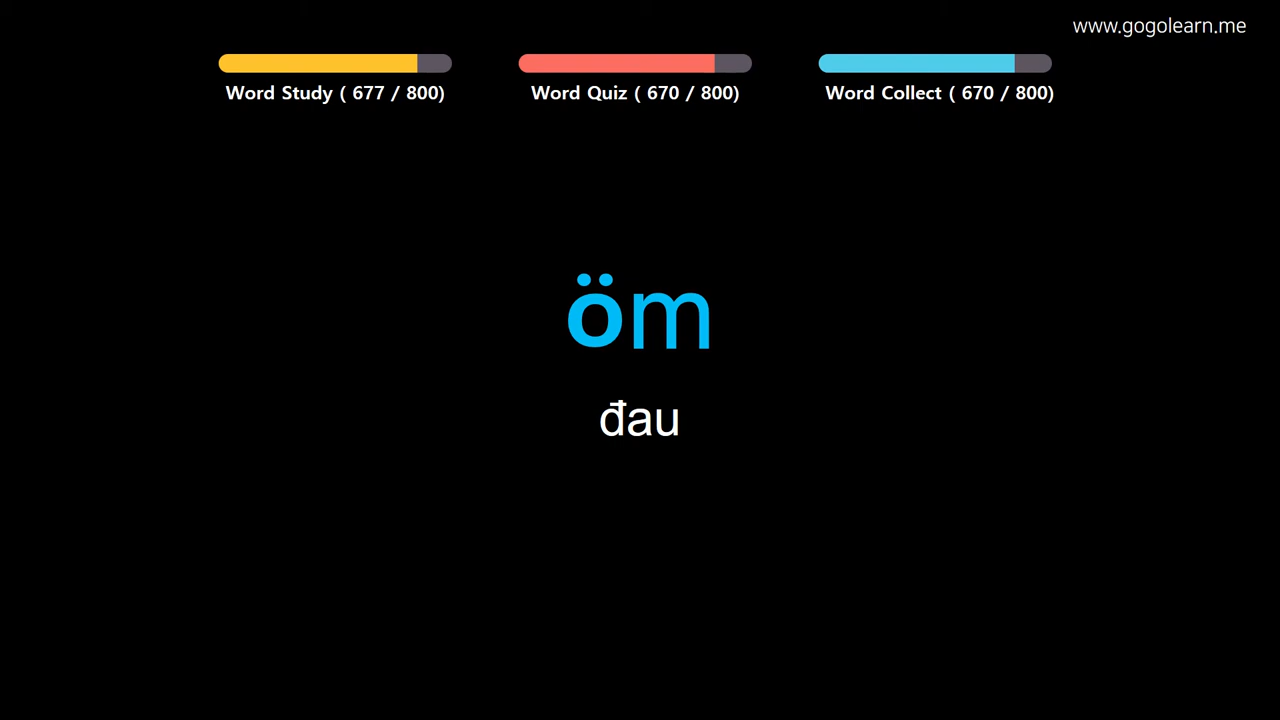 www.gogolearn.me
Word Study ( 677 / 800)
Word Quiz ( 670 / 800)
Word Collect ( 670 / 800)
öm
đau